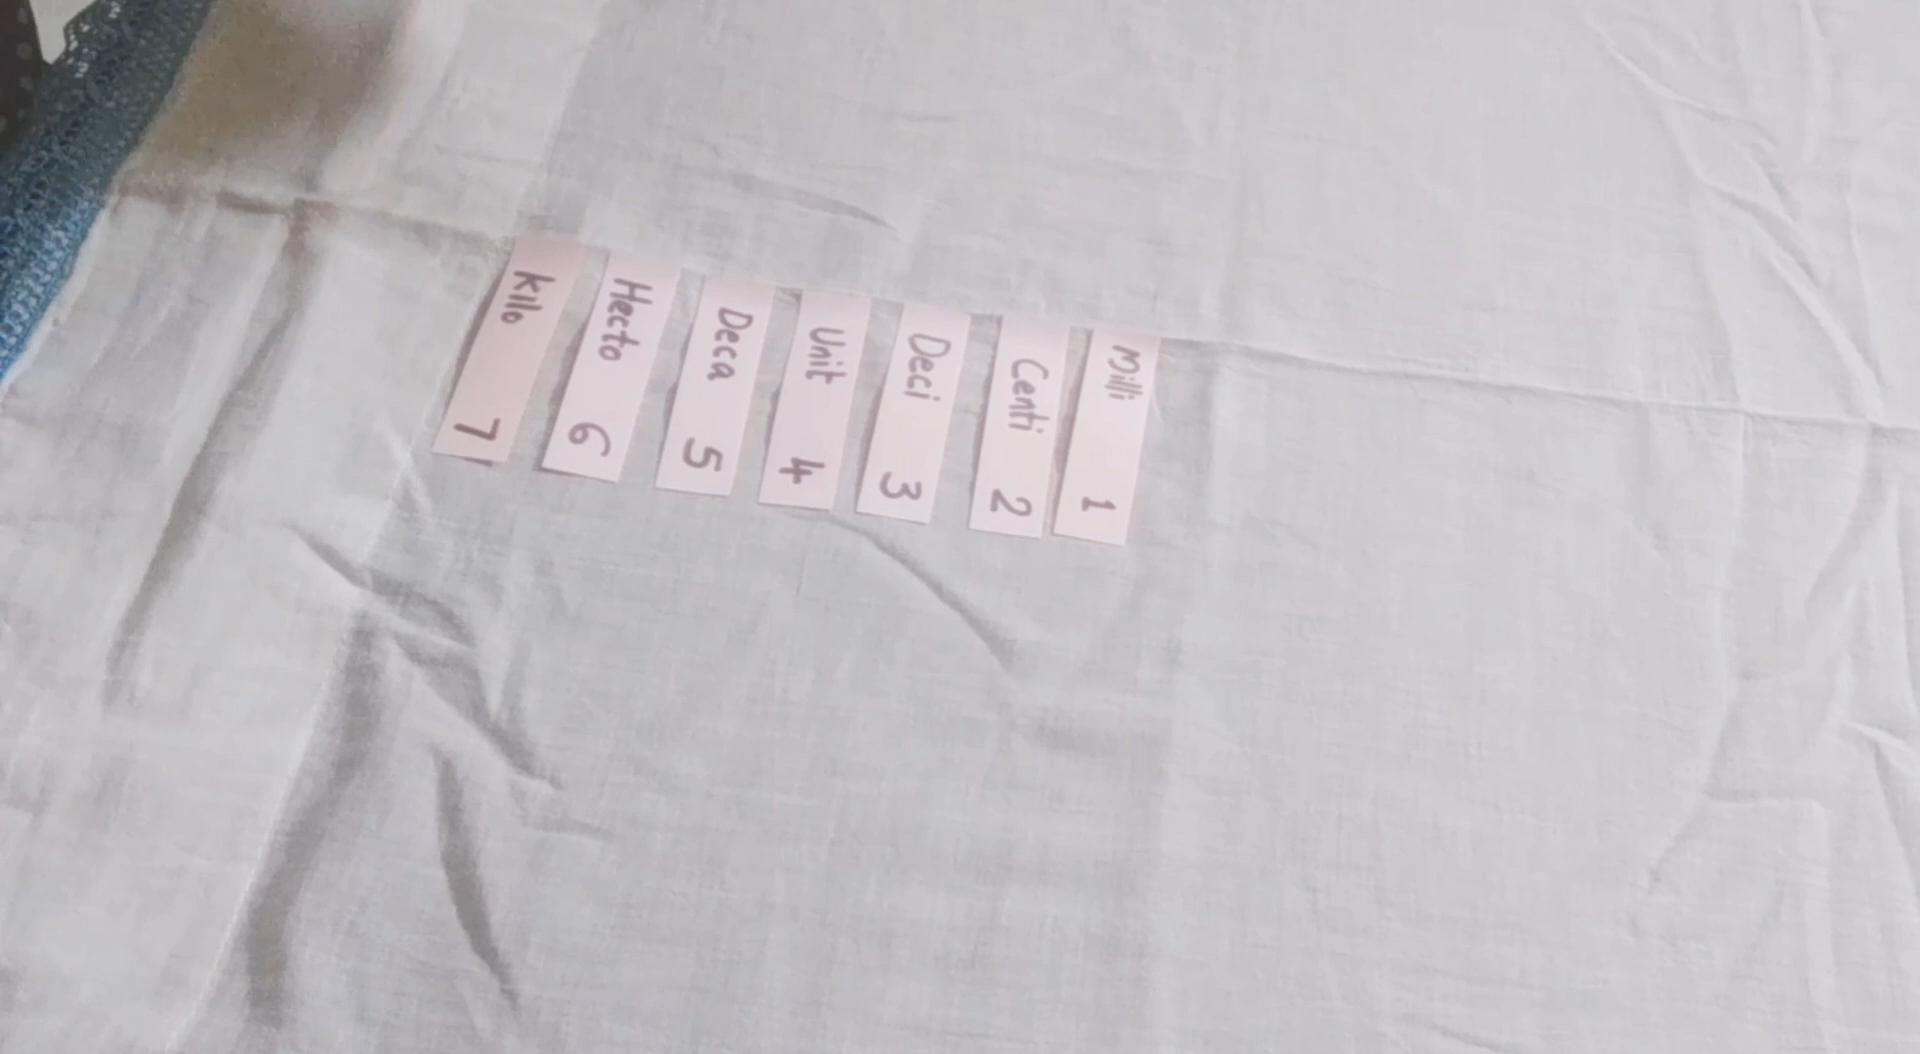 Milli 1
Centi 2
Deci 3
Unit 4
Deca 5
Hecto 6
Kilo 7